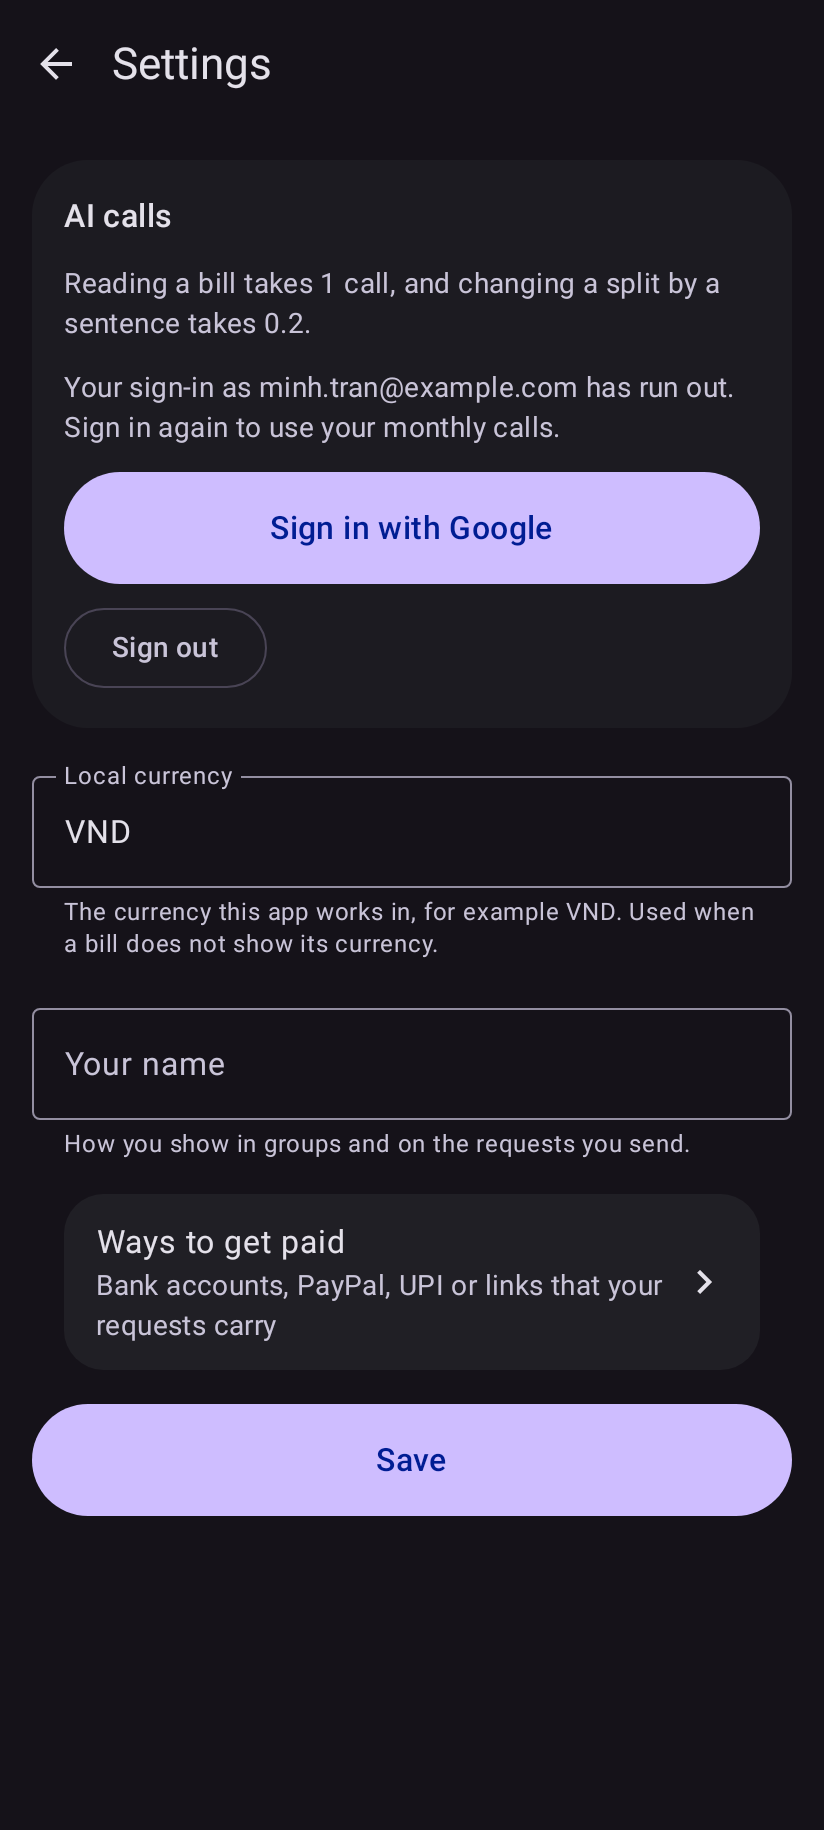 Settings
AI calls
Reading a bill takes 1 call, and changing a split by a
sentence takes 0.2.
Your sign-in as minh.tran@example.com has run out.
Sign in again to use your monthly calls.
Sign in with Google
Sign out
Local currency
VND
The currency this app works in, for example VND. Used when
a bill does not show its currency.
Your name
How you show in groups and on the requests you send.
Ways to get paid
Bank accounts, PayPal, UPI or links that your
requests carry
Save